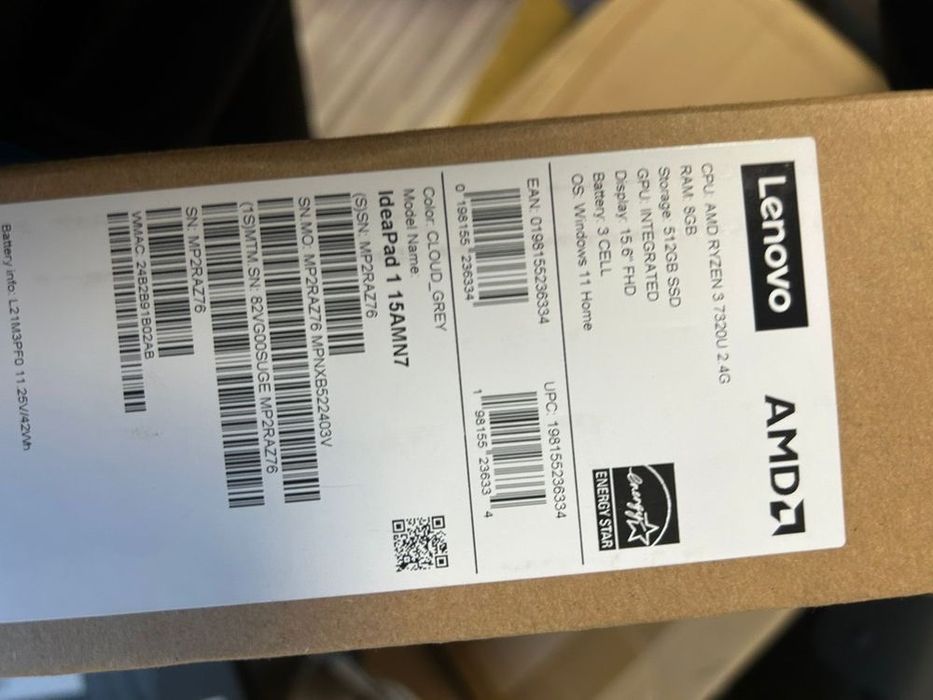 Lenovo
AMD
CPU: AMD RYZEN 3 7320U 2.4G
RAM: 8GB
Storage: 512GB SSD
GPU: INTEGRATED
Display: 15.6" FHD
Battery: 3 CELL
OS: Windows 11 Home
energy
ENERGY STAR
EAN: 0198155236334
0 198155 236334
UPC: 198155236334
1 98155 23633 4
Color: CLOUD_GREY
Model Name:
IdeaPad 1 15AMN7
(S)SN: MP2RAZ76
SN,MO: MP2RAZ76 MPNXB522403V
(1S)MTM,SN: 82VG00SUGE MP2RAZ76
SN: MP2RAZ76
WMAC: 24B2B91B02AB
Battery info: L21M3PF0 11.25V/42Wh